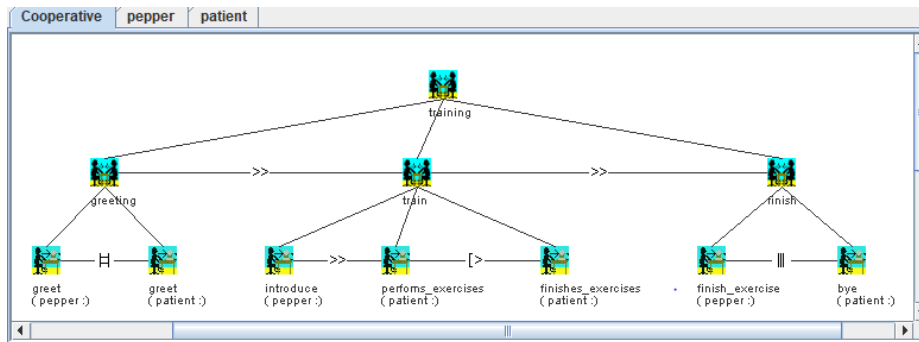 Cooperative pepper patient
training
>> >>
greeting train finish
|=| >> [> |||
greet greet introduce perfoms_exercises finishes_exercises finish_exercise bye
( pepper :) ( patient :) ( pepper :) ( patient :) ( patient :) ( pepper :) ( patient :)